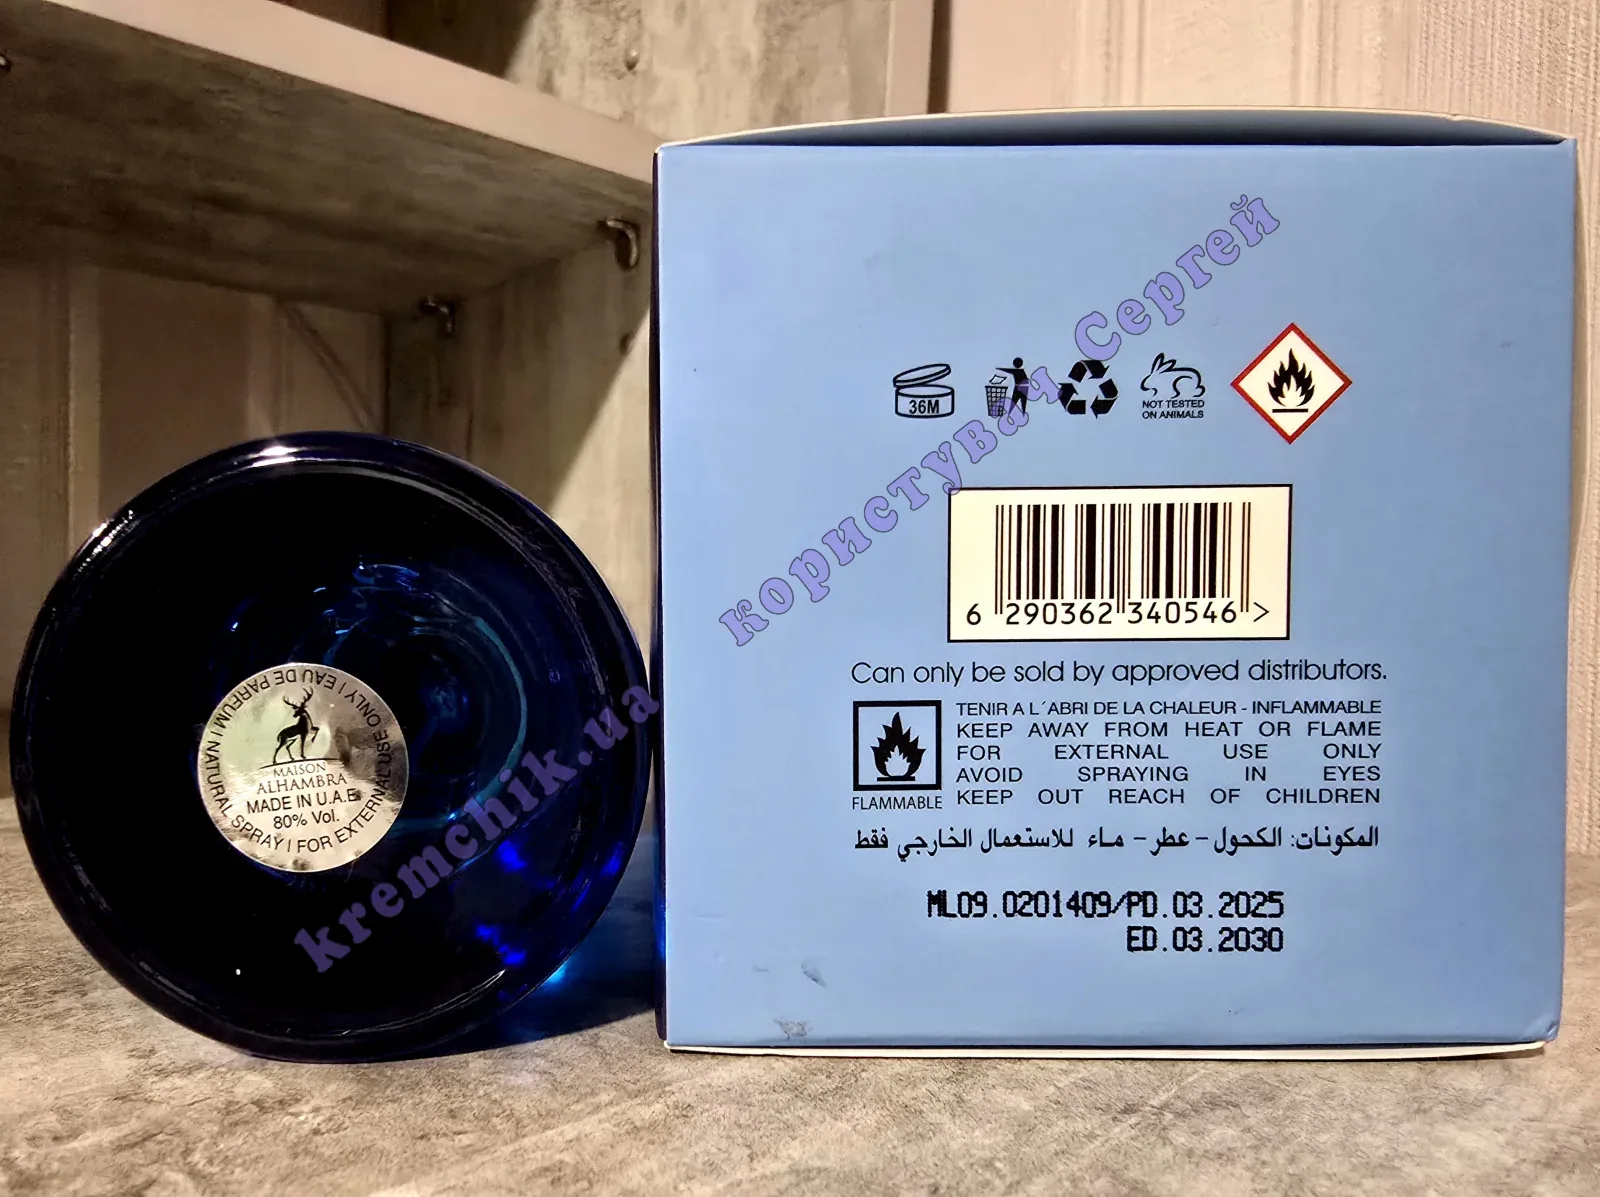 36M
NOT TESTED
ON ANIMALS
6 290362 340546 >
Can only be sold by approved distributors.
TENIR A L´ABRI DE LA CHALEUR - INFLAMMABLE
KEEP AWAY FROM HEAT OR FLAME
FOR EXTERNAL USE ONLY
AVOID SPRAYING IN EYES
KEEP OUT REACH OF CHILDREN
FLAMMABLE
المكونات: الكحول - عطر - ماء للاستعمال الخارجي فقط
ML09.0201409/PD.03.2025
ED.03.2030
MAISON
ALHAMBRA
MADE IN U.A.E.
80% Vol.
EAU DE PARFUM | NATURAL SPRAY | FOR EXTERNAL USE ONLY |
користувач Сергей
kremchik.ua